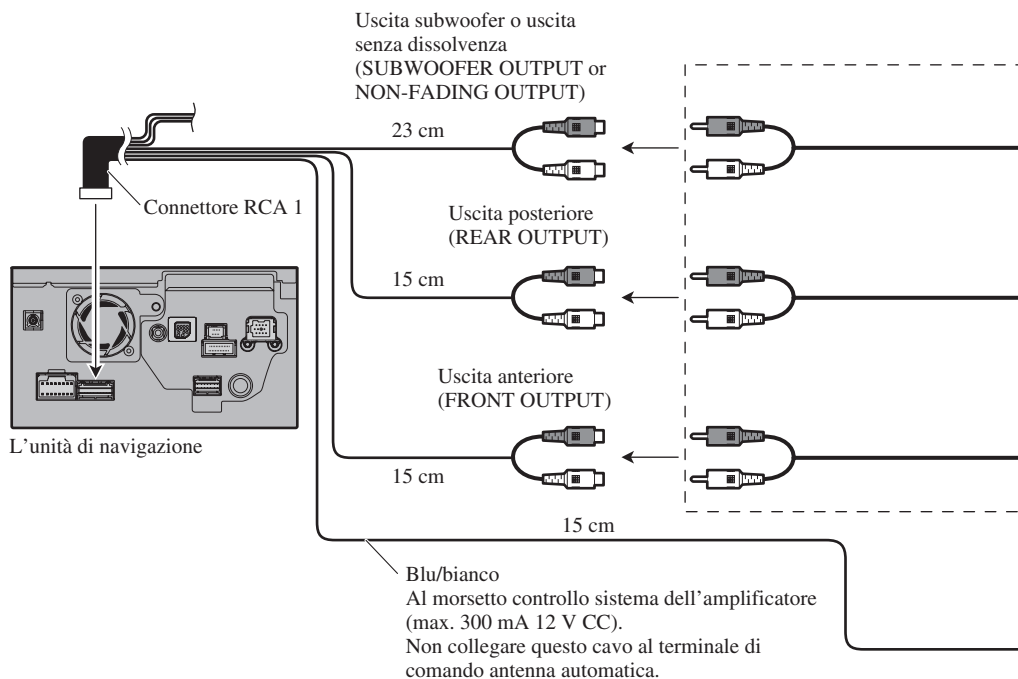 Uscita subwoofer o uscita
senza dissolvenza
(SUBWOOFER OUTPUT or
NON-FADING OUTPUT)
23 cm
Connettore RCA 1
Uscita posteriore
(REAR OUTPUT)
15 cm
Uscita anteriore
(FRONT OUTPUT)
L'unità di navigazione
15 cm
15 cm
Blu/bianco
Al morsetto controllo sistema dell'amplificatore
(max. 300 mA 12 V CC).
Non collegare questo cavo al terminale di
comando antenna automatica.